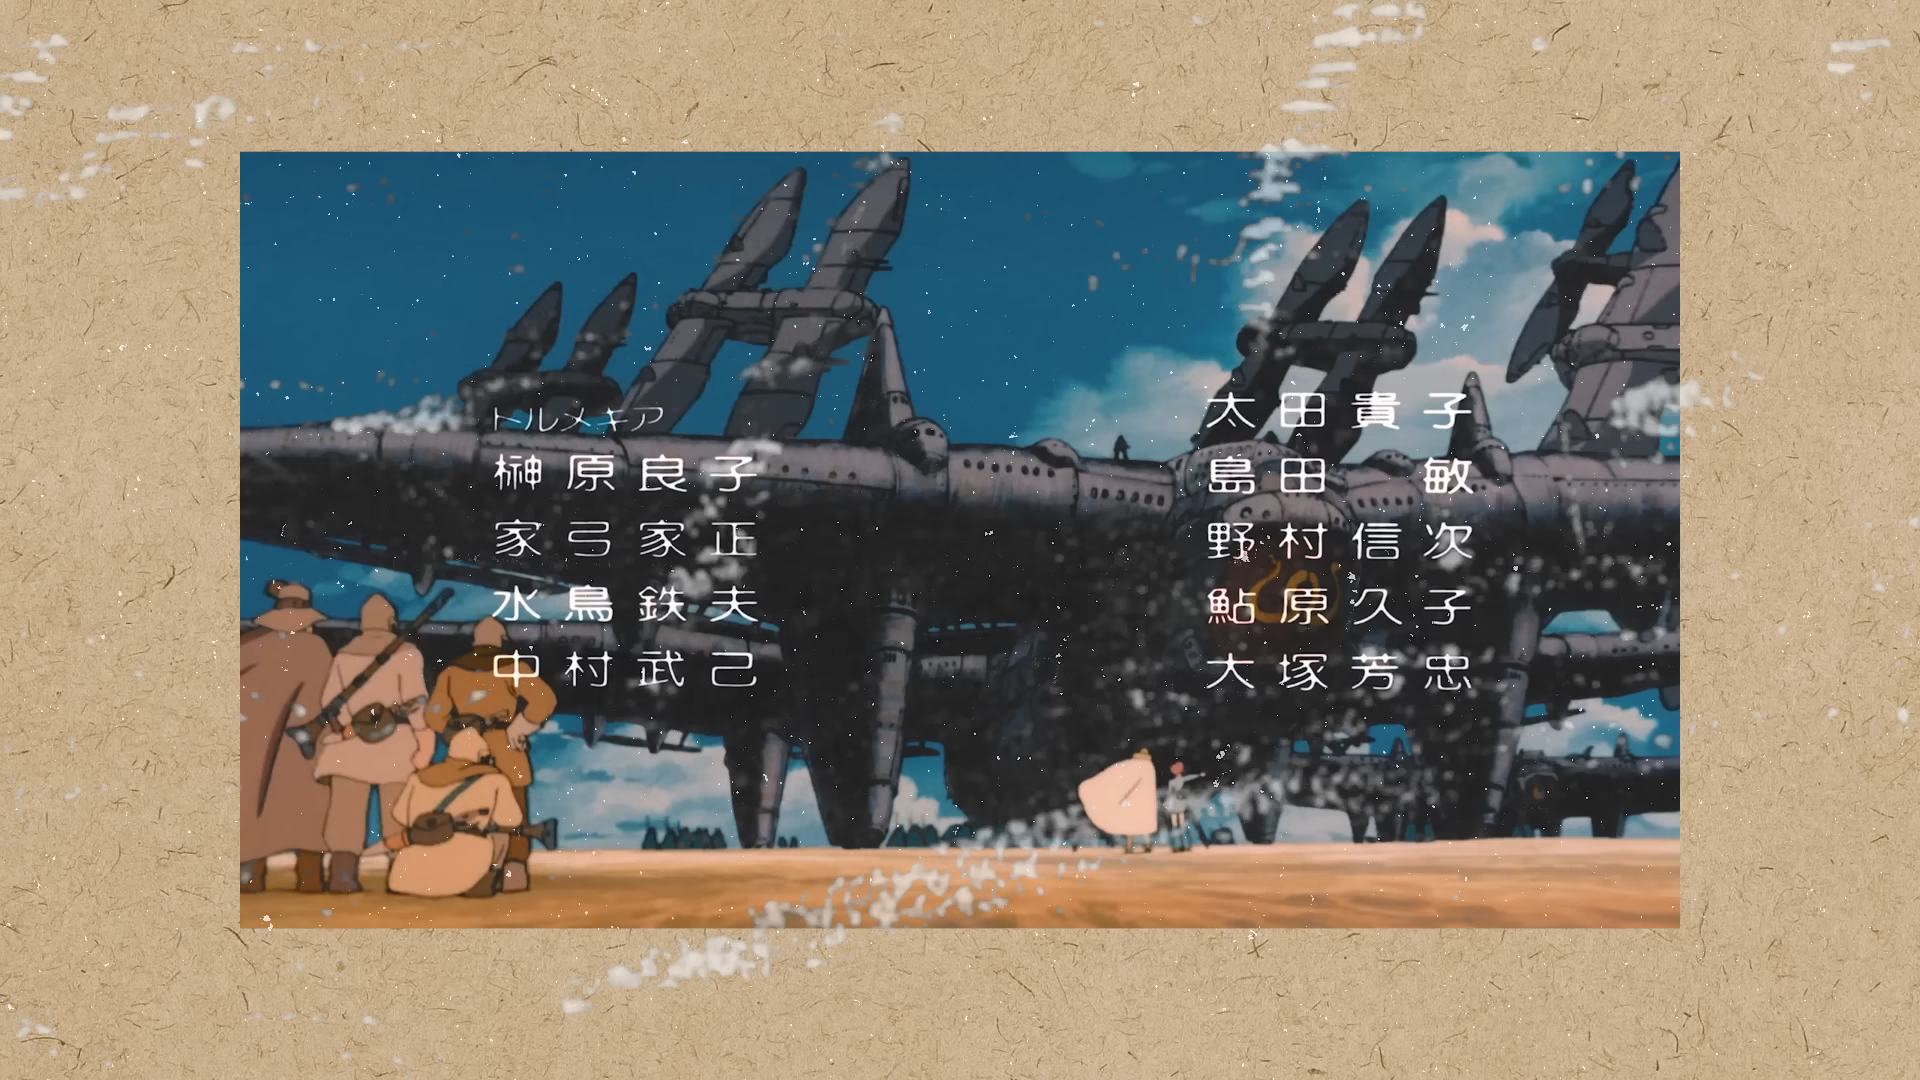 トルメキア
榊原良子
家弓家正
水鳥鉄夫
中村武己
太田貴子
島田 敏
野村信次
鮎原久子
大塚芳忠